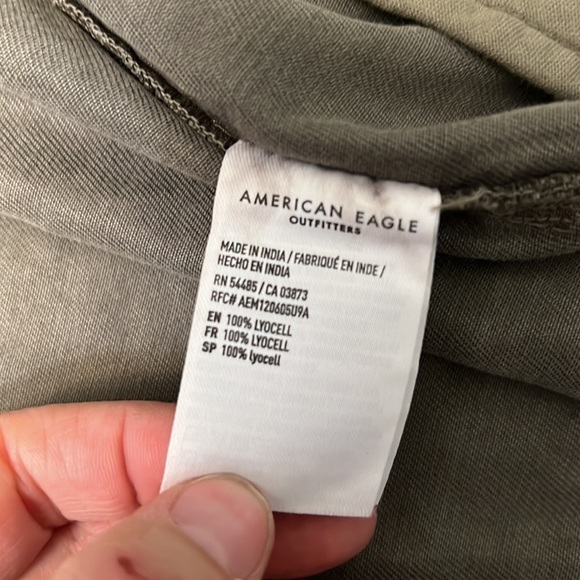 AMERICAN EAGLE
OUTFITTERS
MADE IN INDIA / FABRIQUÉ EN INDE /
HECHO EN INDIA
RN 54485 / CA 03873
RFC# AEM120605U9A
EN 100% LYOCELL
FR 100% LYOCELL
SP 100% lyocell